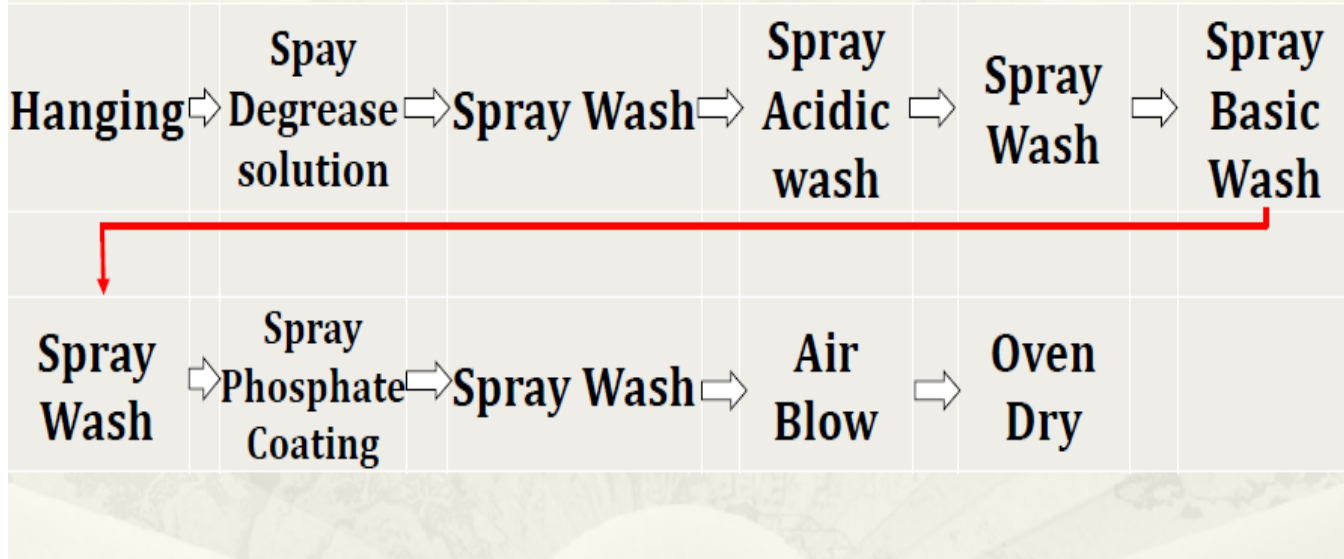 Hanging
Spay
Degrease
solution
Spray Wash
Spray
Acidic
wash
Spray
Wash
Spray
Basic
Wash
Spray
Wash
Spray
Phosphate
Coating
Spray Wash
Air
Blow
Oven
Dry